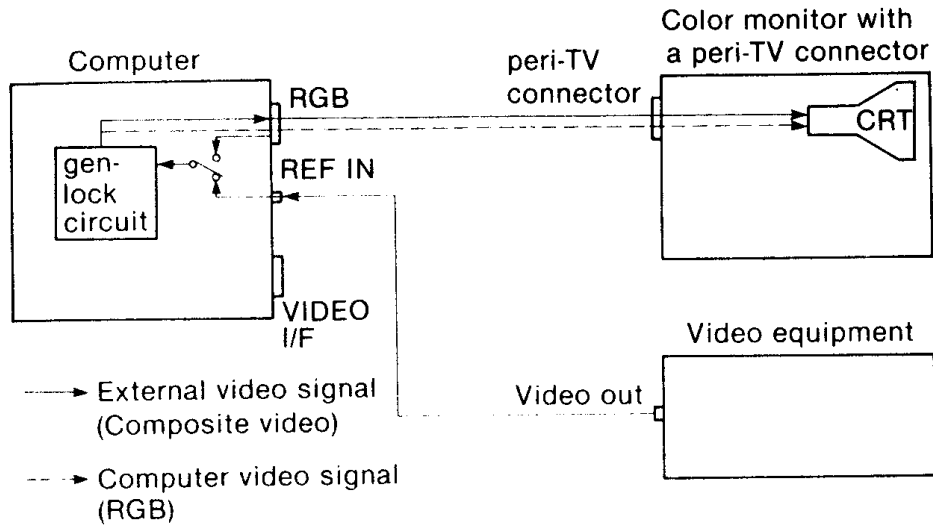 Color monitor with
a peri-TV connector
Computer
peri-TV
connector
RGB
CRT
gen-
lock
circuit
REF IN
VIDEO
I/F
Video equipment
External video signal
(Composite video)
Video out
Computer video signal
(RGB)